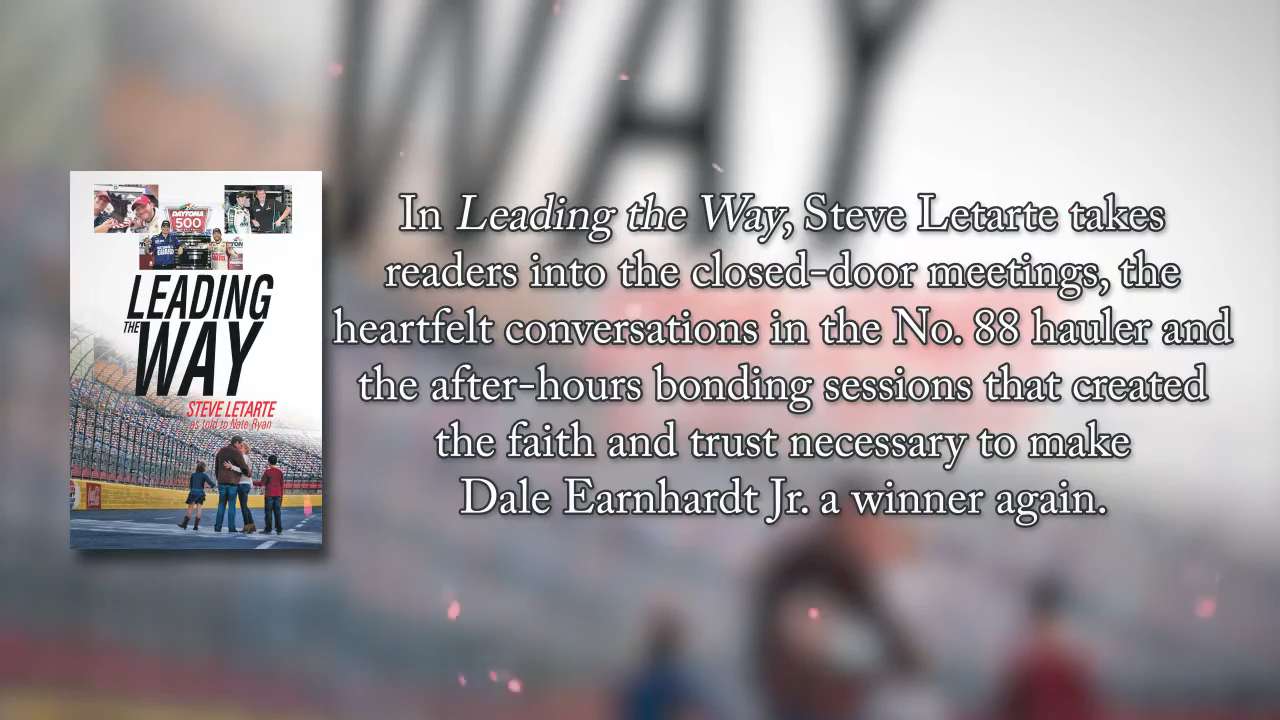 DAYTONA
500
LEADING
THE
WAY
STEVE LETARTE
as told to Nate Ryan
In Leading the Way, Steve Letarte takes
readers into the closed-door meetings, the
heartfelt conversations in the No. 88 hauler and
the after-hours bonding sessions that created
the faith and trust necessary to make
Dale Earnhardt Jr. a winner again.
WAY